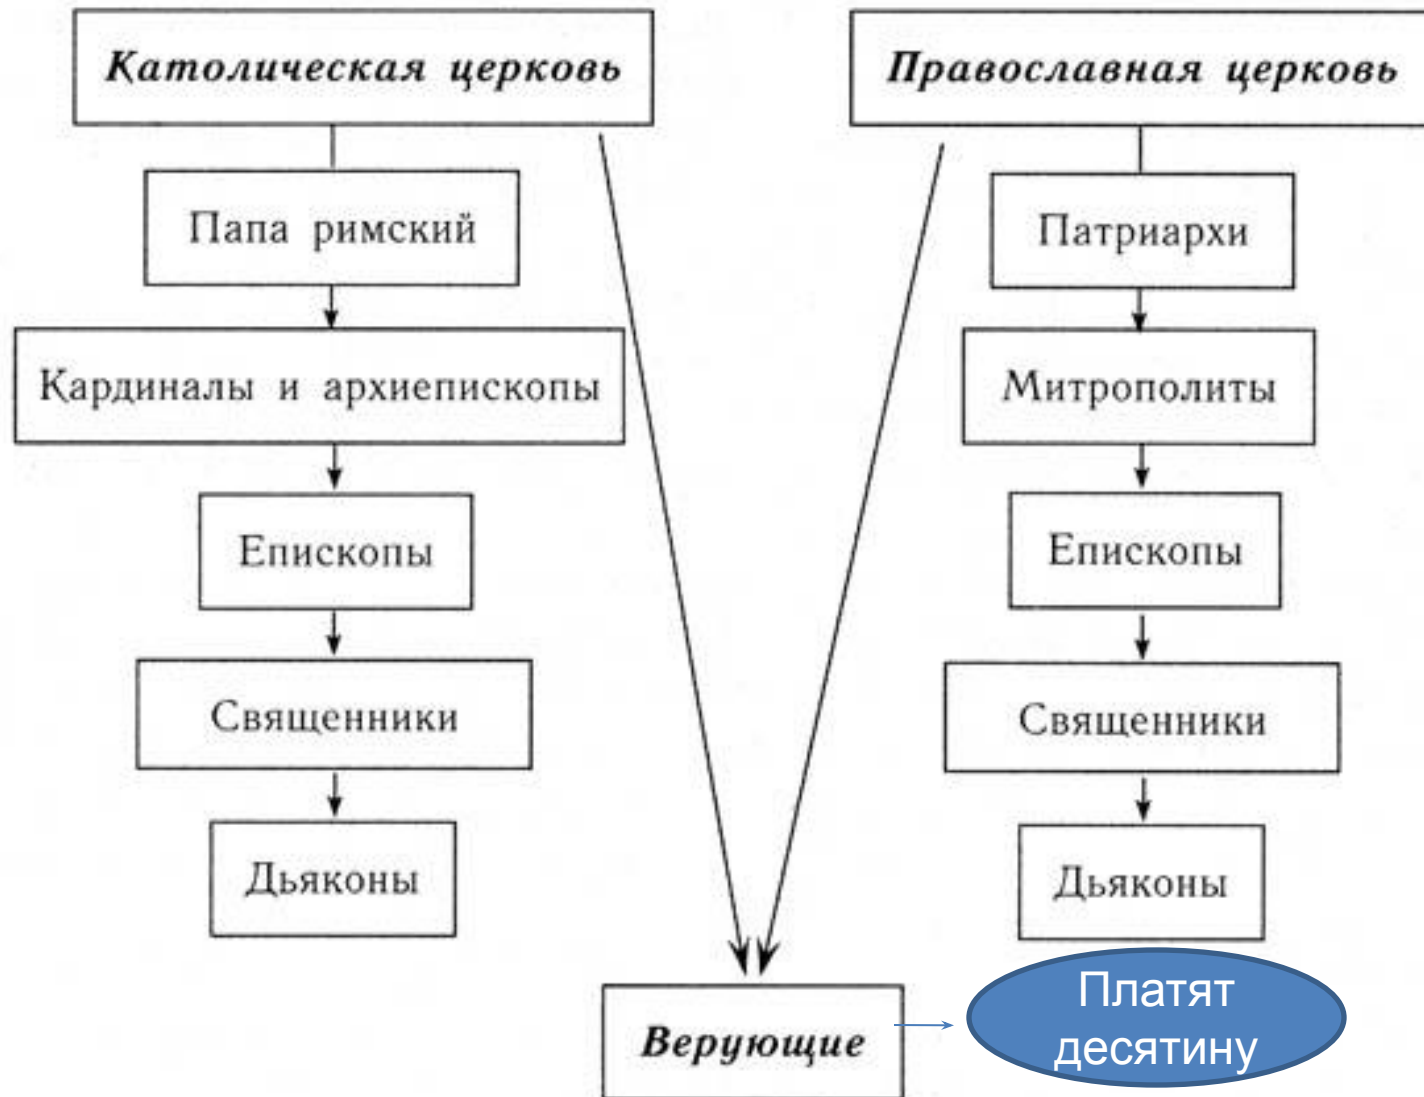 Католическая церковь
Папа римский
Кардиналы и архиепископы
Епископы
Священники
Дьяконы
Православная церковь
Патриархи
Митрополиты
Епископы
Священники
Дьяконы
Верующие
Платят
десятину